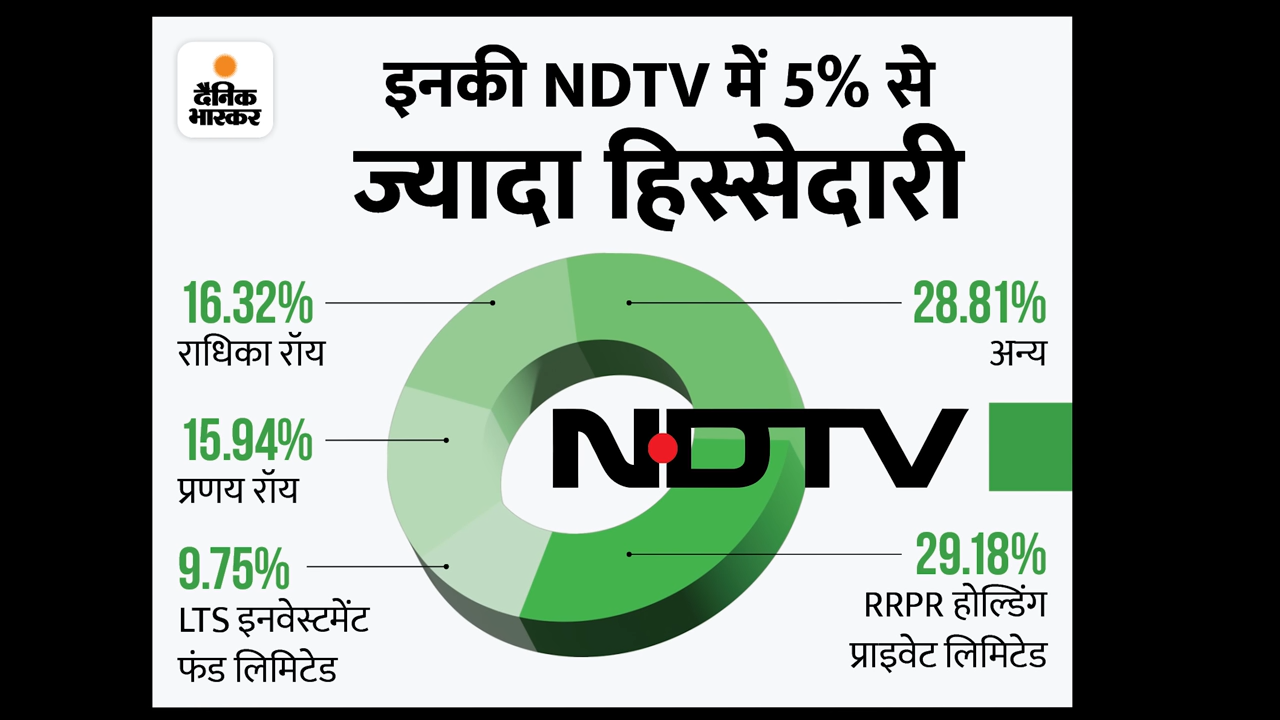 दैनिक
भास्कर
इनकी NDTV में 5% से
ज्यादा हिस्सेदारी
16.32%
राधिका रॉय
28.81%
अन्य
15.94%
प्रणय रॉय
NDTV
9.75%
LTS इनवेस्टमेंट
फंड लिमिटेड
29.18%
RRPR होल्डिंग
प्राइवेट लिमिटेड